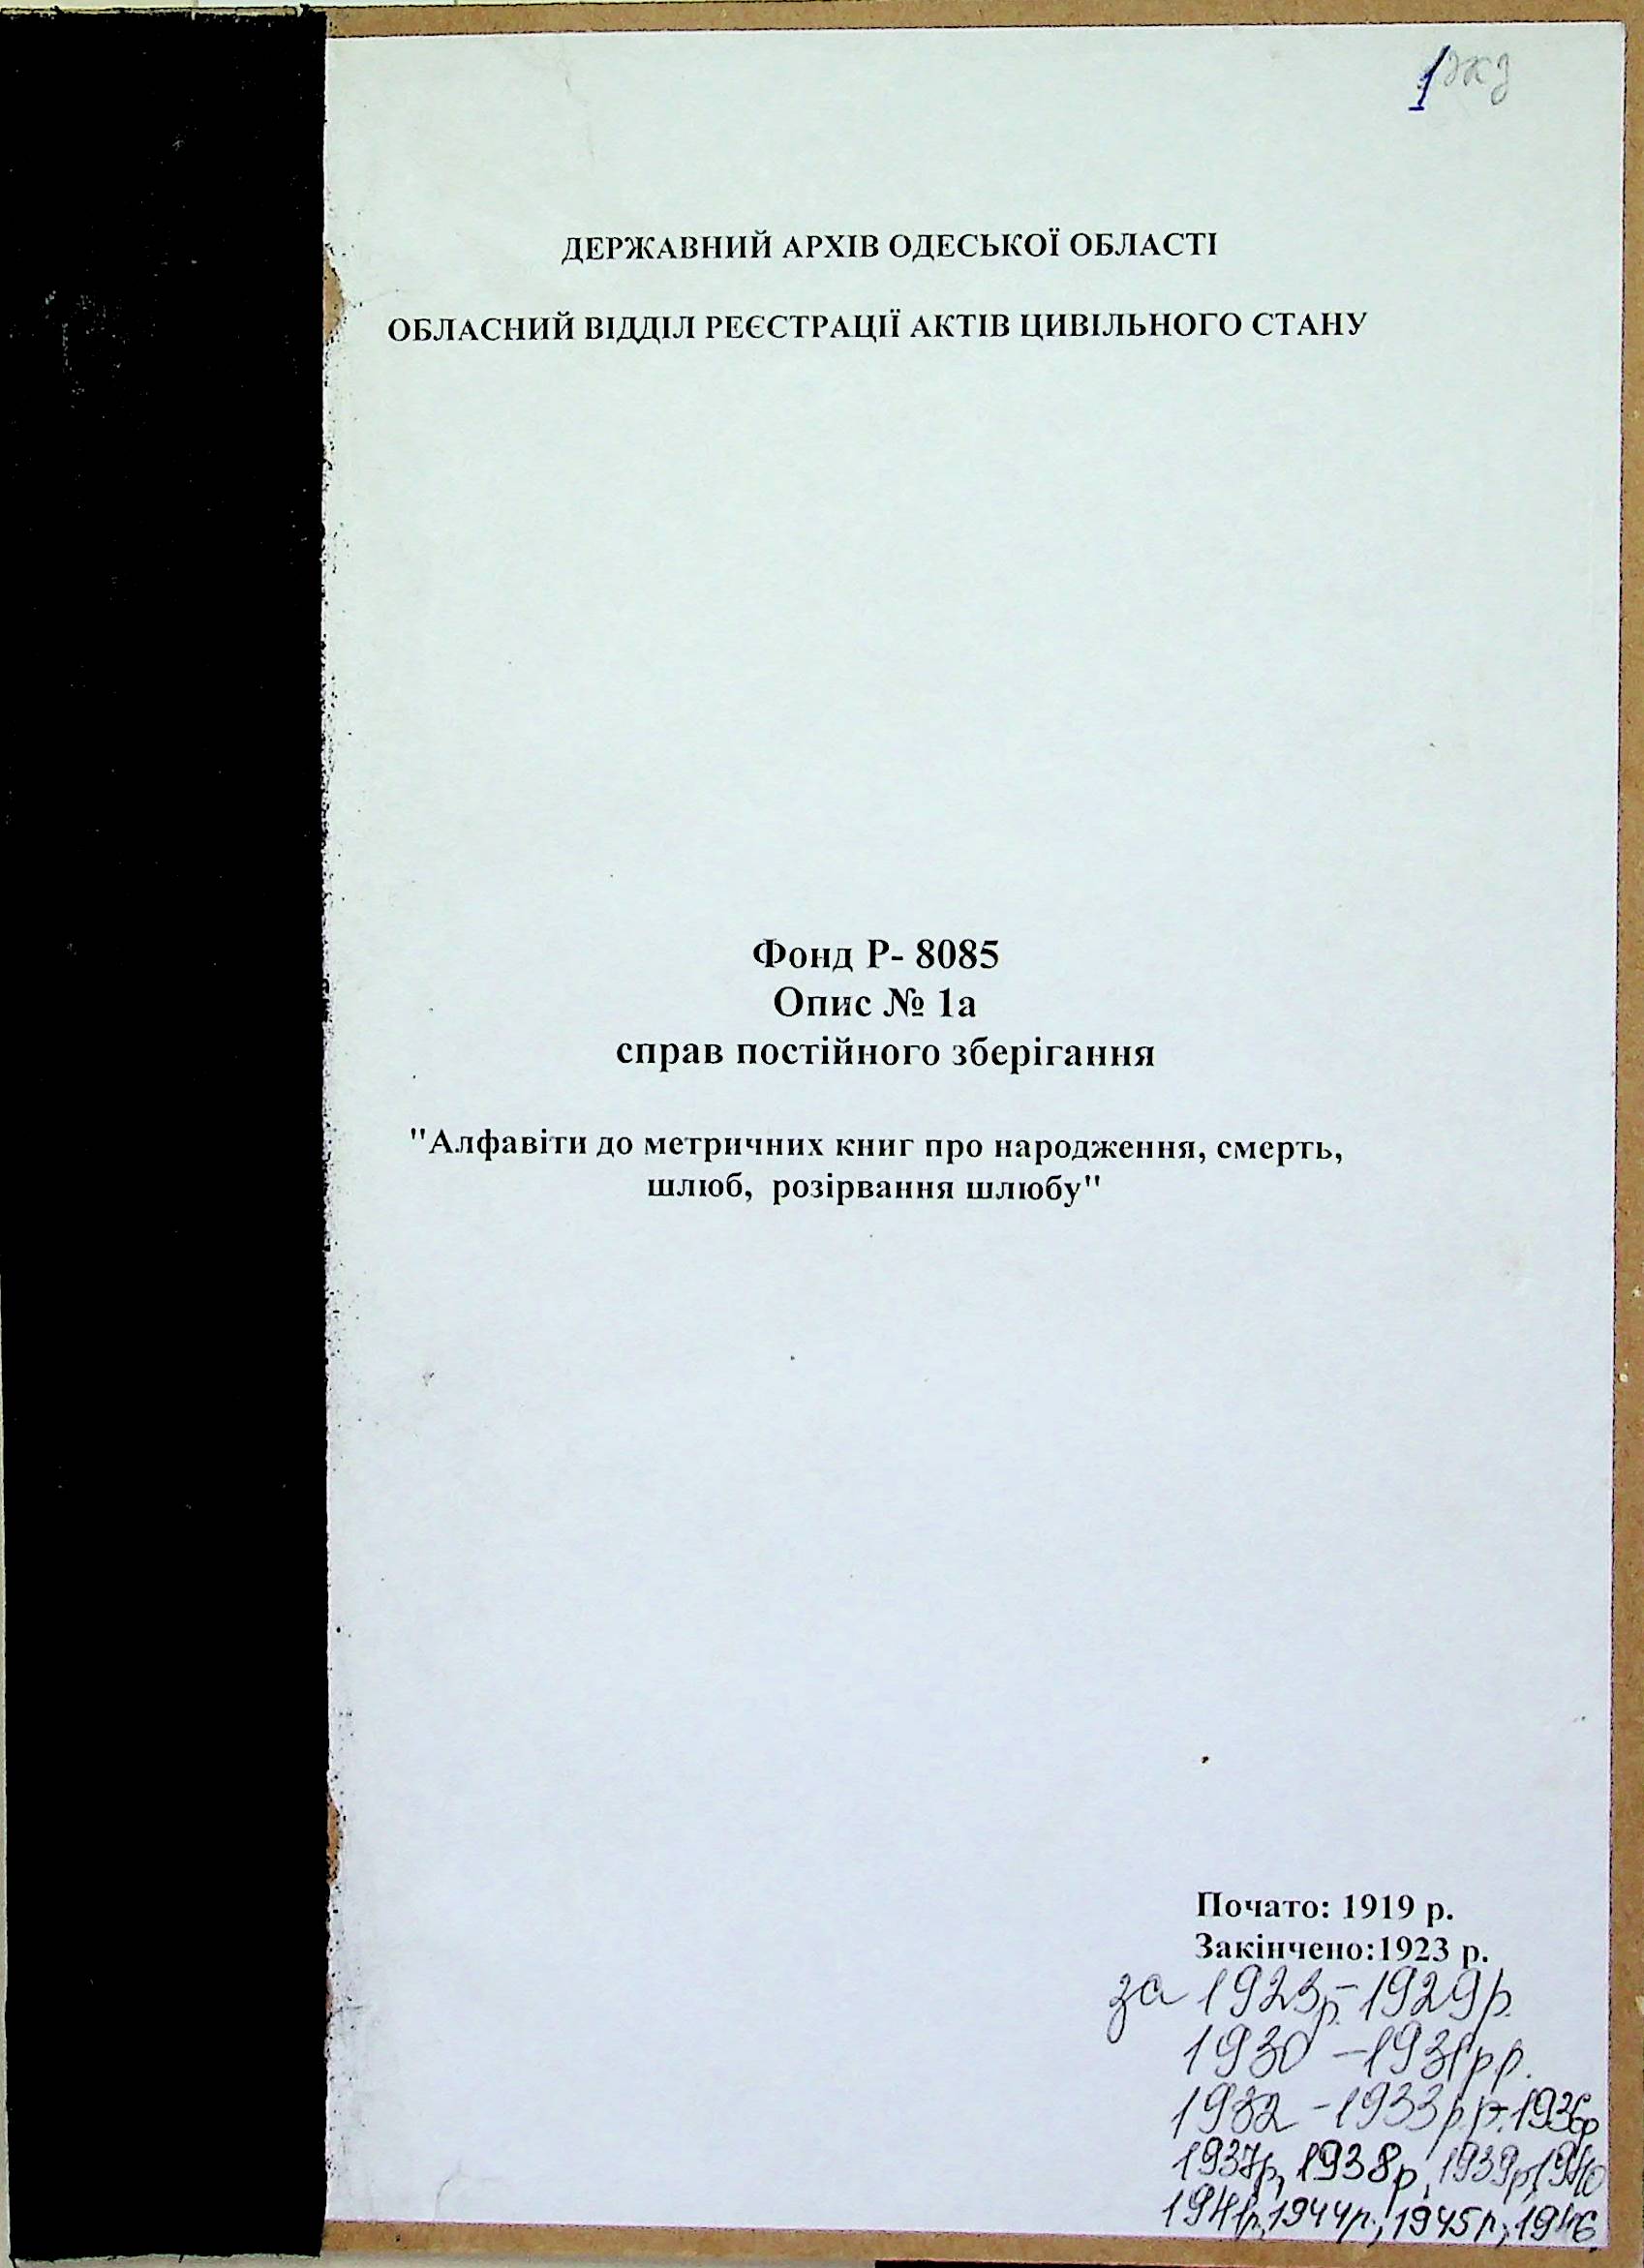 1 экз
ДЕРЖАВНИЙ АРХІВ ОДЕСЬКОЇ ОБЛАСТІ
ОБЛАСНИЙ ВІДДІЛ РЕЄСТРАЦІЇ АКТІВ ЦИВІЛЬНОГО СТАНУ
Фонд Р- 8085
Опис № 1а
справ постійного зберігання
"Алфавіти до метричних книг про народження, смерть,
шлюб, розірвання шлюбу"
Почато: 1919 р.
Закінчено:1923 р.
за 1923р.-1929р.
1930 -1931рр.
1932 -1933р.р.-1936р
1937р, 1938р, 1939р, 1940
1941р, 1944р., 1945р., 1946